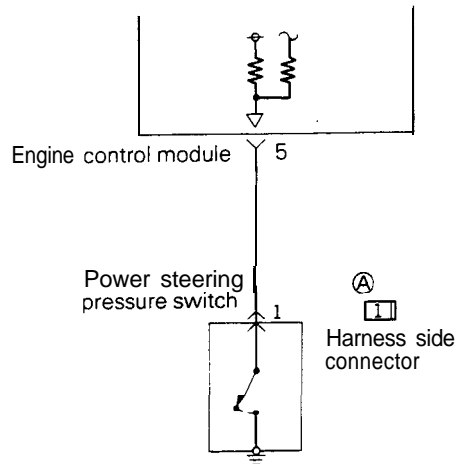 Engine control module
5
Power steering
pressure switch
1
A
1
Harness side
connector